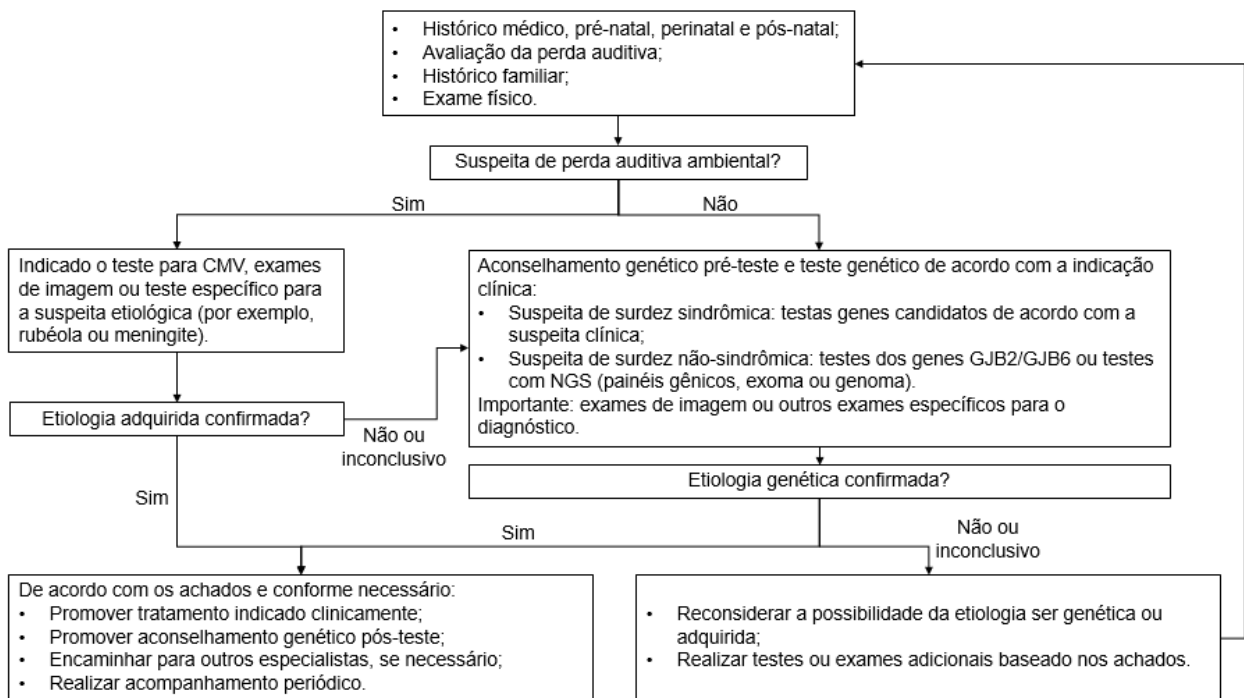 • Histórico médico, pré-natal, perinatal e pós-natal;
• Avaliação da perda auditiva;
• Histórico familiar;
• Exame físico.
Suspeita de perda auditiva ambiental?
Sim
Não
Indicado o teste para CMV, exames
de imagem ou teste específico para
a suspeita etiológica (por exemplo,
rubéola ou meningite).
Aconselhamento genético pré-teste e teste genético de acordo com a indicação
clínica:
• Suspeita de surdez sindrômica: testas genes candidatos de acordo com a
suspeita clínica;
• Suspeita de surdez não-sindrômica: testes dos genes GJB2/GJB6 ou testes
com NGS (painéis gênicos, exoma ou genoma).
Importante: exames de imagem ou outros exames específicos para o
diagnóstico.
Etiologia adquirida confirmada?
Não ou
inconclusivo
Etiologia genética confirmada?
Sim
Sim
Não ou
inconclusivo
De acordo com os achados e conforme necessário:
• Promover tratamento indicado clinicamente;
• Promover aconselhamento genético pós-teste;
• Encaminhar para outros especialistas, se necessário;
• Realizar acompanhamento periódico.
• Reconsiderar a possibilidade da etiologia ser genética ou
adquirida;
• Realizar testes ou exames adicionais baseado nos achados.